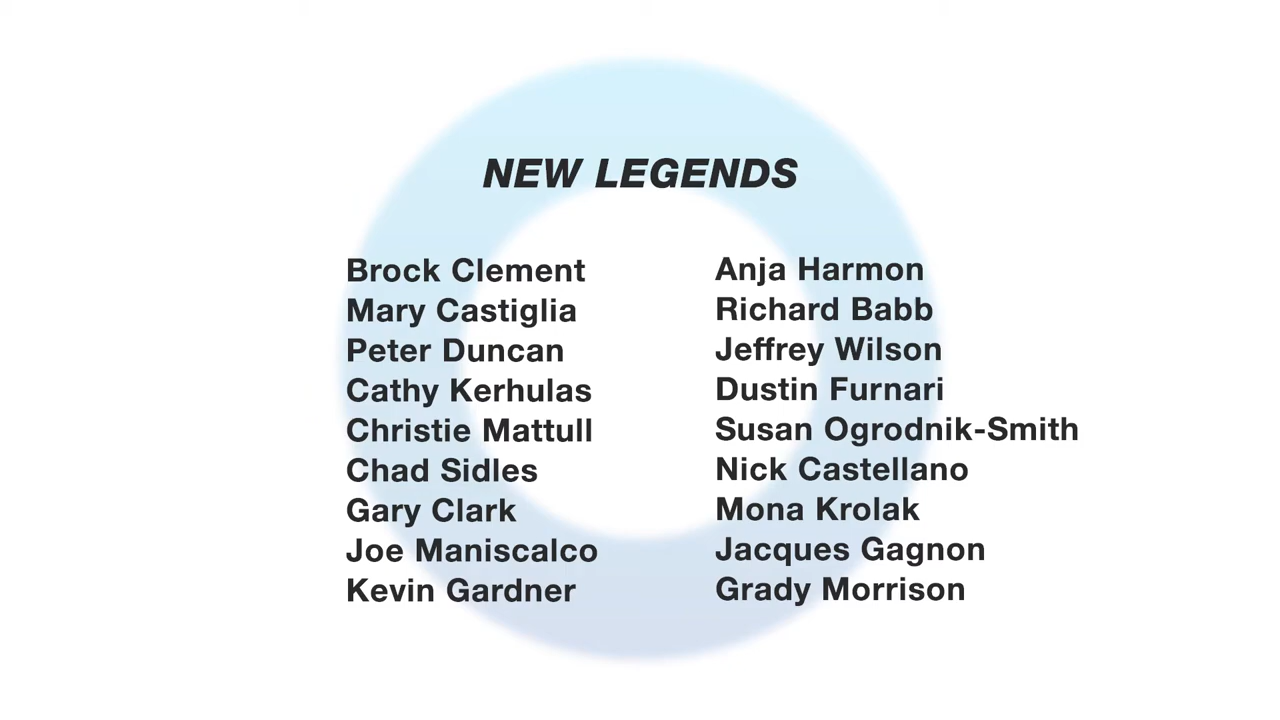 NEW LEGENDS
Brock Clement
Mary Castiglia
Peter Duncan
Cathy Kerhulas
Christie Mattull
Chad Sidles
Gary Clark
Joe Maniscalco
Kevin Gardner
Anja Harmon
Richard Babb
Jeffrey Wilson
Dustin Furnari
Susan Ogrodnik-Smith
Nick Castellano
Mona Krolak
Jacques Gagnon
Grady Morrison